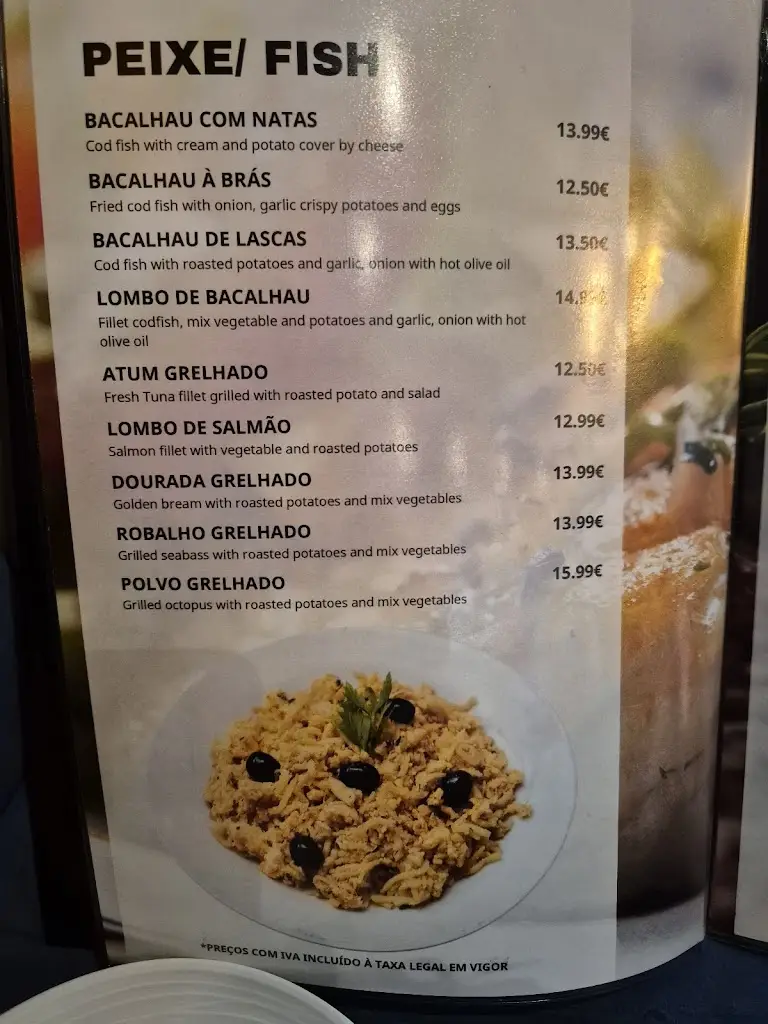 PEIXE/ FISH
BACALHAU COM NATAS 13.99€
Cod fish with cream and potato cover by cheese
BACALHAU À BRÁS 12.50€
Fried cod fish with onion, garlic crispy potatoes and eggs
BACALHAU DE LASCAS 13.50€
Cod fish with roasted potatoes and garlic, onion with hot olive oil
LOMBO DE BACALHAU
Fillet codfish, mix vegetable and potatoes and garlic, onion with hot
olive oil
ATUM GRELHADO 12.50€
Fresh Tuna fillet grilled with roasted potato and salad
LOMBO DE SALMÃO 12.99€
Salmon fillet with vegetable and roasted potatoes
DOURADA GRELHADO 13.99€
Golden bream with roasted potatoes and mix vegetables
ROBALHO GRELHADO 13.99€
Grilled seabass with roasted potatoes and mix vegetables
POLVO GRELHADO 15.99€
Grilled octopus with roasted potatoes and mix vegetables
*PREÇOS COM IVA INCLUÍDO À TAXA LEGAL EM VIGOR